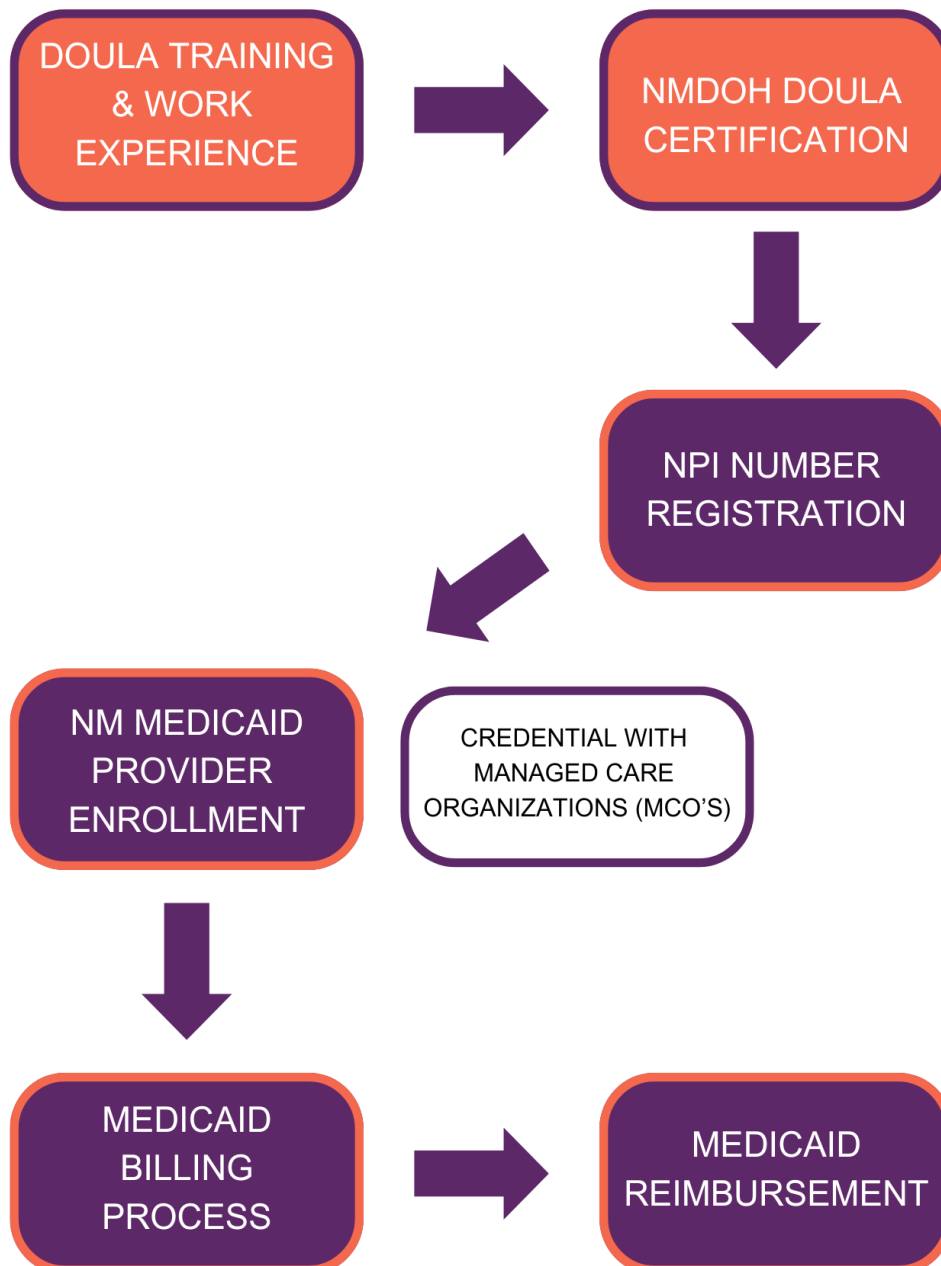 DOULA TRAINING
& WORK
EXPERIENCE
NMDOH DOULA
CERTIFICATION
NPI NUMBER
REGISTRATION
NM MEDICAID
PROVIDER
ENROLLMENT
CREDENTIAL WITH
MANAGED CARE
ORGANIZATIONS (MCO’S)
MEDICAID
BILLING
PROCESS
MEDICAID
REIMBURSEMENT